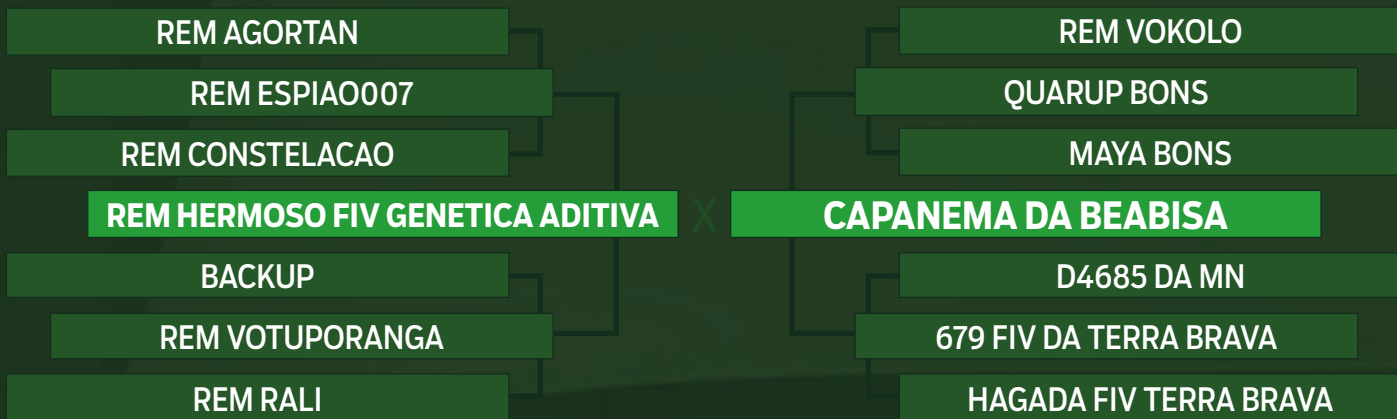 REM AGORTAN
REM ESPIAO007
REM CONSTELACAO
REM HERMOSO FIV GENETICA ADITIVA
BACKUP
REM VOTUPORANGA
REM RALI
X
REM VOKOLO
QUARUP BONS
MAYA BONS
CAPANEMA DA BEABISA
D4685 DA MN
679 FIV DA TERRA BRAVA
HAGADA FIV TERRA BRAVA